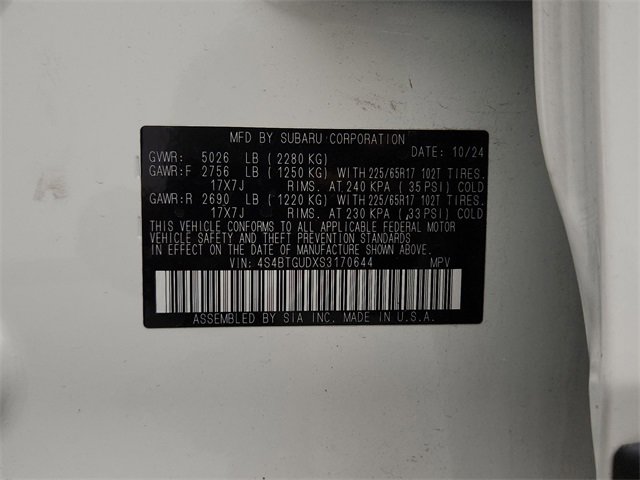 MFD BY SUBARU CORPORATION
GVWR: 5026 LB ( 2280 KG) DATE: 10/24
GAWR:F 2756 LB ( 1250 KG) WITH 225/65R17 102T TIRES.
17X7J RIMS. AT 240 KPA ( 35 PSI) COLD
GAWR:R 2690 LB ( 1220 KG) WITH 225/65R17 102T TIRES.
17X7J RIMS. AT 230 KPA ( 33 PSI) COLD
THIS VEHICLE CONFORMS TO ALL APPLICABLE FEDERAL MOTOR
VEHICLE SAFETY AND THEFT PREVENTION STANDARDS
IN EFFECT ON THE DATE OF MANUFACTURE SHOWN ABOVE.
VIN: 4S4BTGUDXS3170644 MPV
ASSEMBLED BY SIA INC. MADE IN U.S.A.